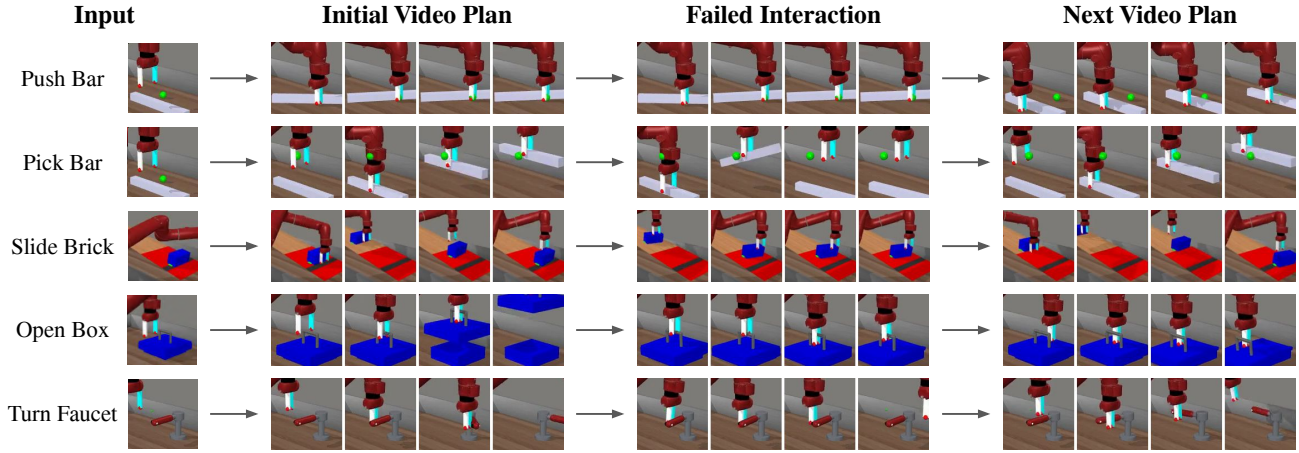 Input Initial Video Plan Failed Interaction Next Video Plan
Push Bar
Pick Bar
Slide Brick
Open Box
Turn Faucet